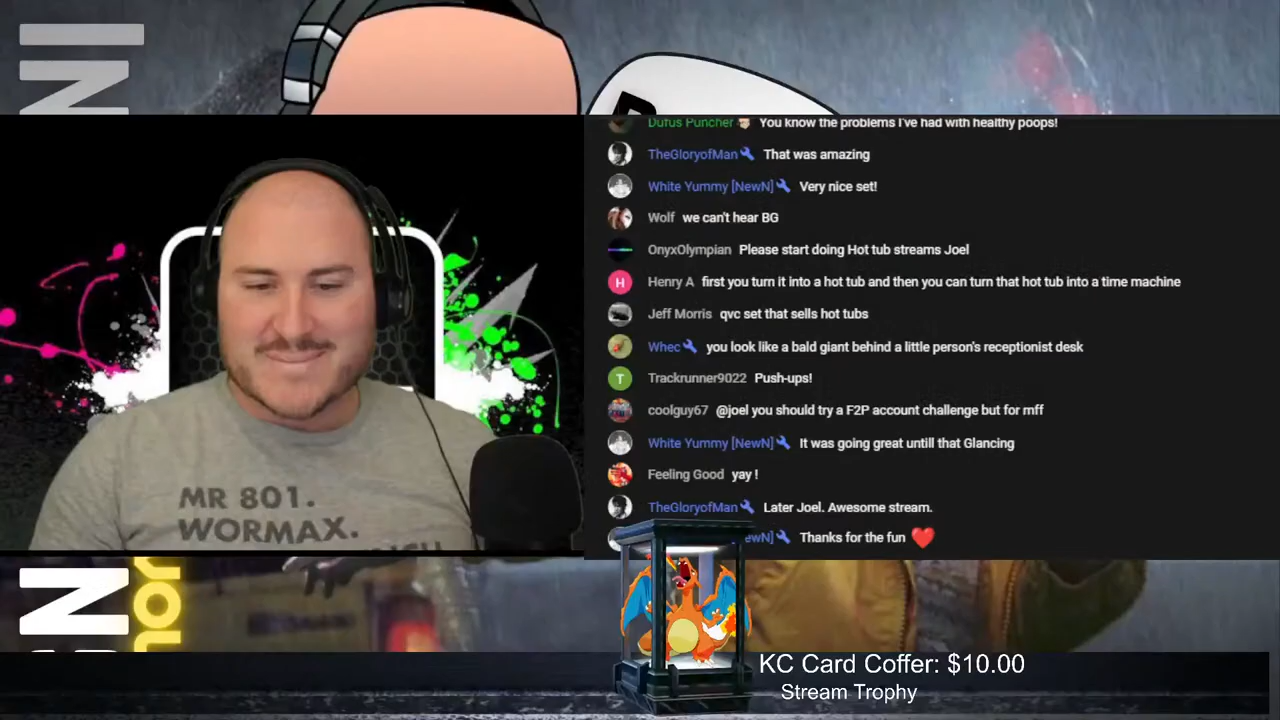 IN
Dufus Puncher You know the problems I've had with healthy poops!
TheGloryofMan That was amazing
White Yummy [NewN] Very nice set!
Wolf we can't hear BG
OnyxOlympian Please start doing Hot tub streams Joel
H Henry A first you turn it into a hot tub and then you can turn that hot tub into a time machine
Jeff Morris qvc set that sells hot tubs
Whec you look like a bald giant behind a little person's receptionist desk
T Trackrunner9022 Push-ups!
coolguy67 @joel you should try a F2P account challenge but for mff
White Yummy [NewN] It was going great untill that Glancing
Feeling Good yay !
TheGloryofMan Later Joel. Awesome stream.
ewN] Thanks for the fun
MR 801.
WORMAX.
KC Card Coffer: $10.00
Stream Trophy